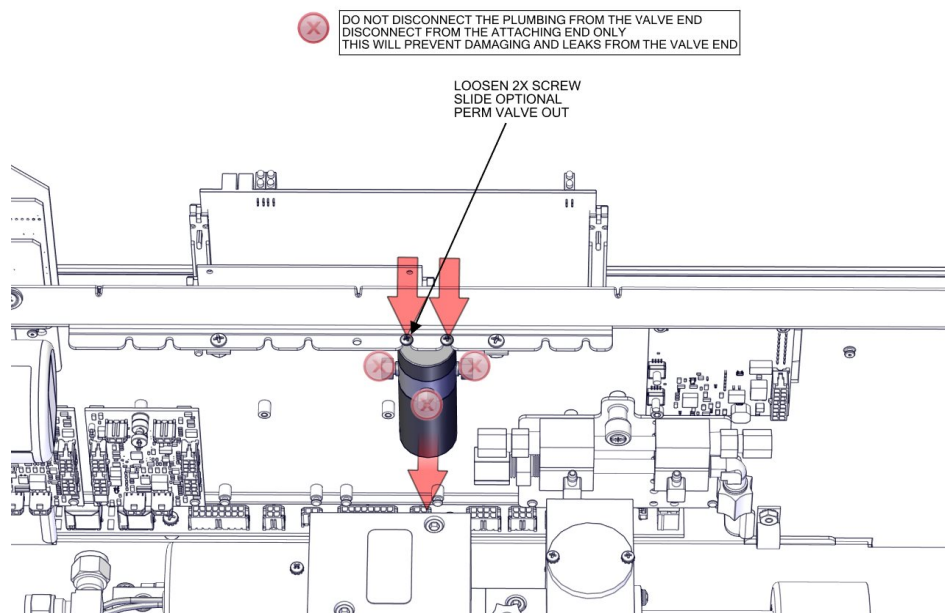 DO NOT DISCONNECT THE PLUMBING FROM THE VALVE END
DISCONNECT FROM THE ATTACHING END ONLY
THIS WILL PREVENT DAMAGING AND LEAKS FROM THE VALVE END
LOOSEN 2X SCREW
SLIDE OPTIONAL
PERM VALVE OUT